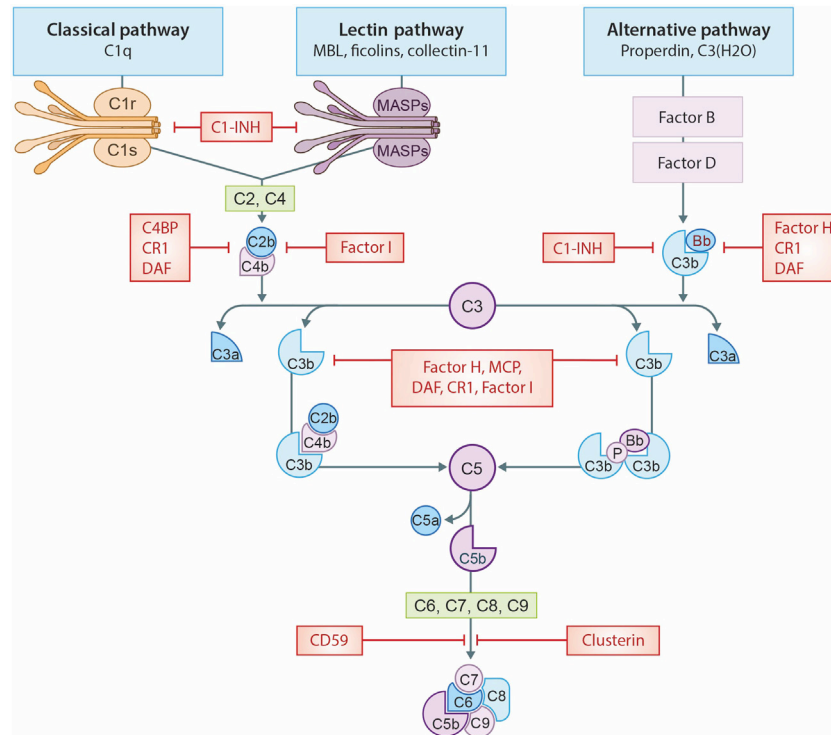 Classical pathway
C1q
Lectin pathway
MBL, ficolins, collectin-11
Alternative pathway
Properdin, C3(H2O)
C1r
C1s
C1-INH
MASPs
MASPs
Factor B
Factor D
C2, C4
C4BP
CR1
DAF
C2b
C4b
Factor I
C1-INH
Bb
C3b
Factor H
CR1
DAF
C3
C3a
C3b
Factor H, MCP,
DAF, CR1, Factor I
C3b
C3a
C2b
C4b
C3b
C5
Bb
P
C3b
C3b
C5a
C5b
C6, C7, C8, C9
CD59
Clusterin
C7
C6
C8
C5b
C9